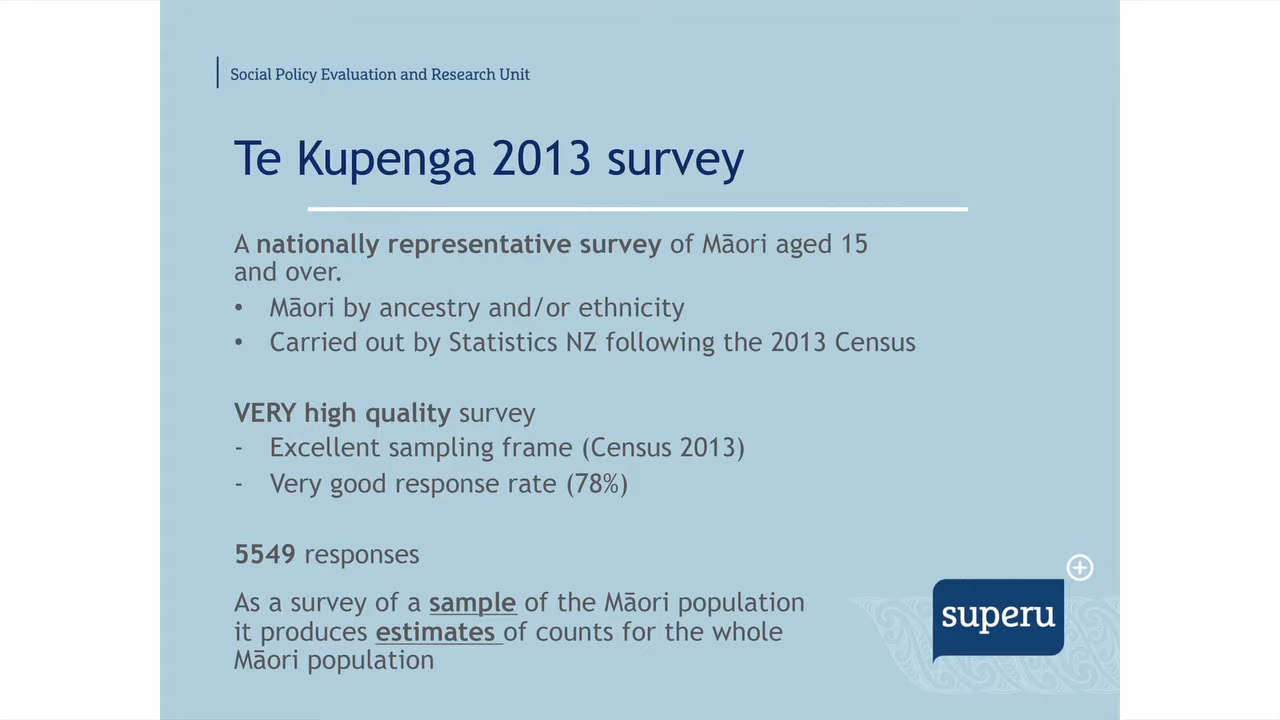 Social Policy Evaluation and Research Unit
Te Kupenga 2013 survey
A nationally representative survey of Māori aged 15
and over.
• Māori by ancestry and/or ethnicity
• Carried out by Statistics NZ following the 2013 Census
VERY high quality survey
- Excellent sampling frame (Census 2013)
- Very good response rate (78%)
5549 responses
As a survey of a sample of the Māori population
it produces estimates of counts for the whole
Māori population
superu